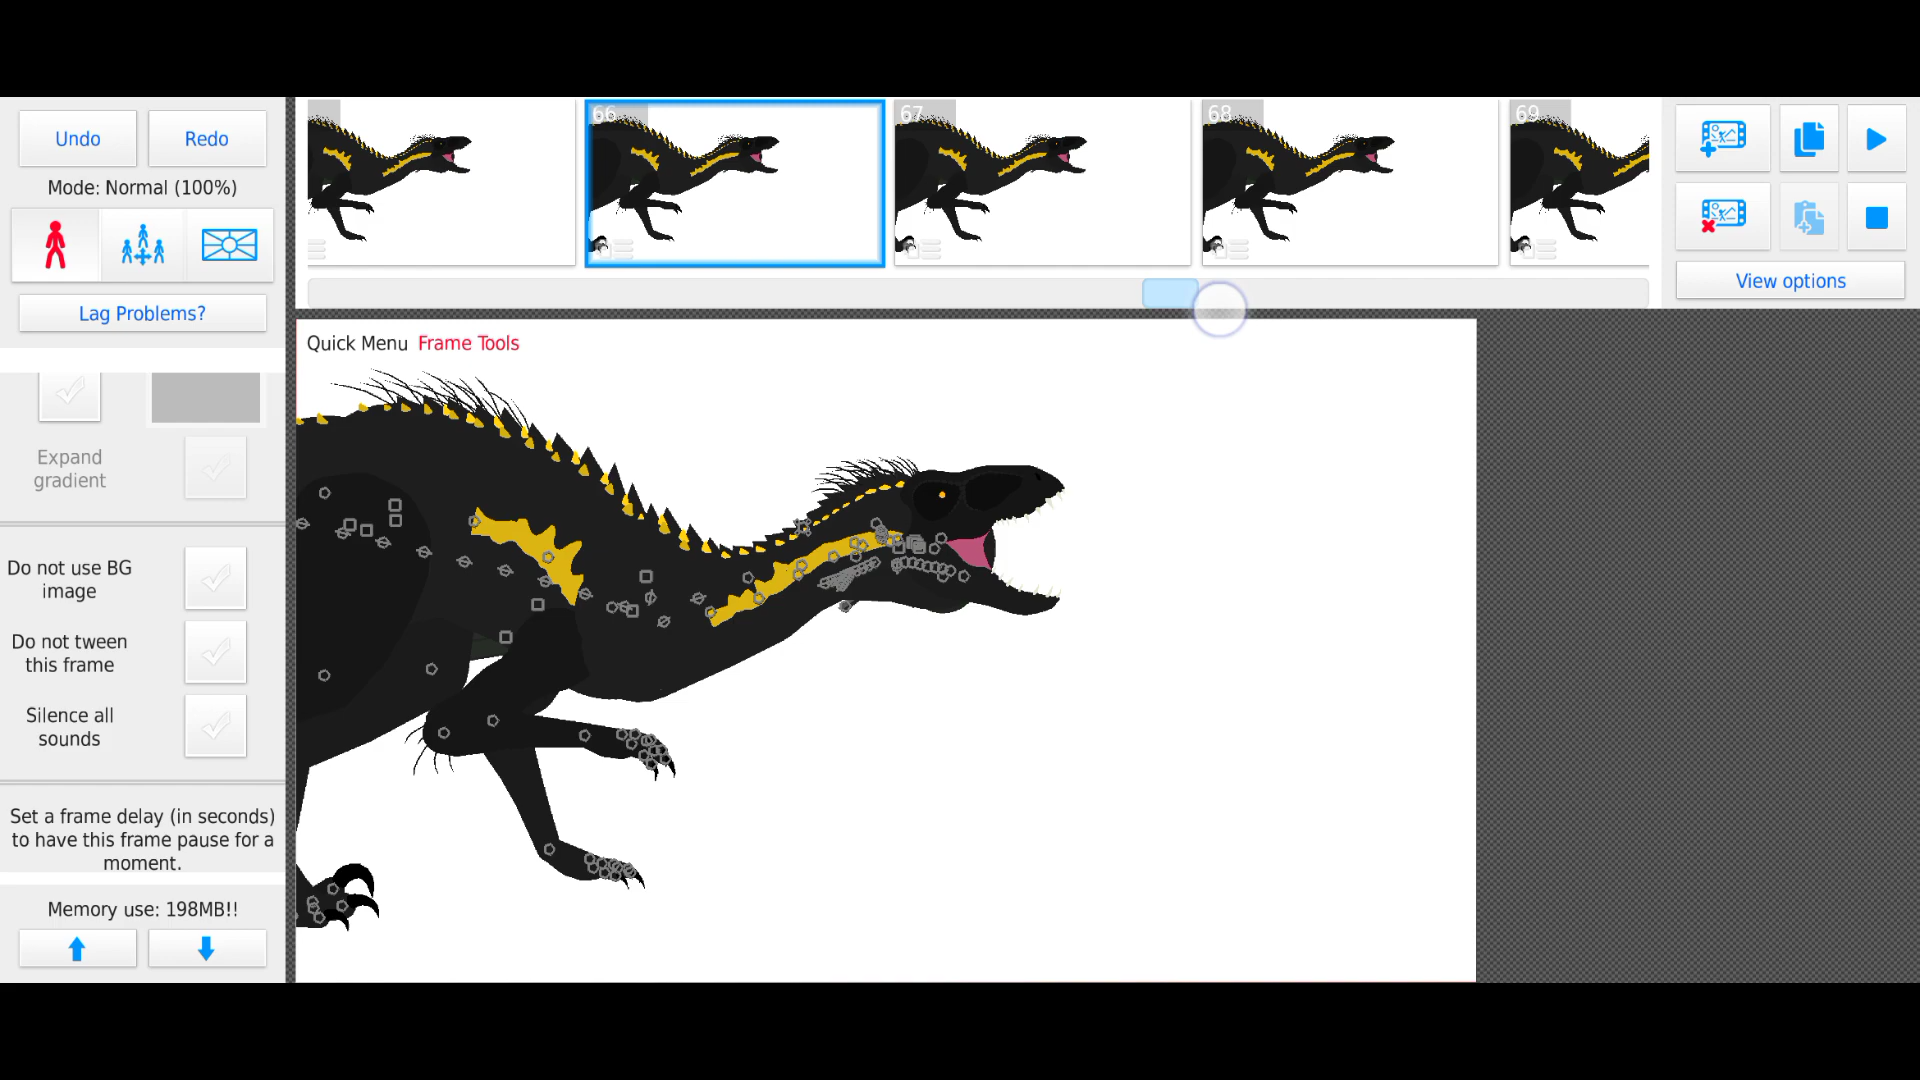 Undo
Redo
Mode: Normal (100%)
Lag Problems?
Expand
gradient
Do not use BG
image
Do not tween
this frame
Silence all
sounds
Set a frame delay (in seconds)
to have this frame pause for a
moment.
Memory use: 198MB!!
66
67
68
69
View options
Quick Menu Frame Tools